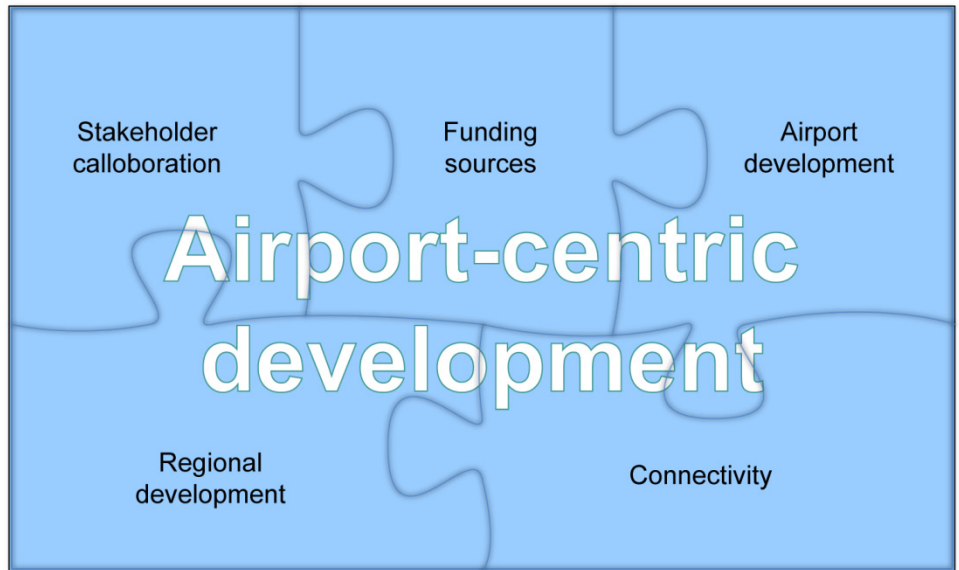 Stakeholder
calloboration
Funding
sources
Airport
development
Airport-centric
development
Regional
development
Connectivity